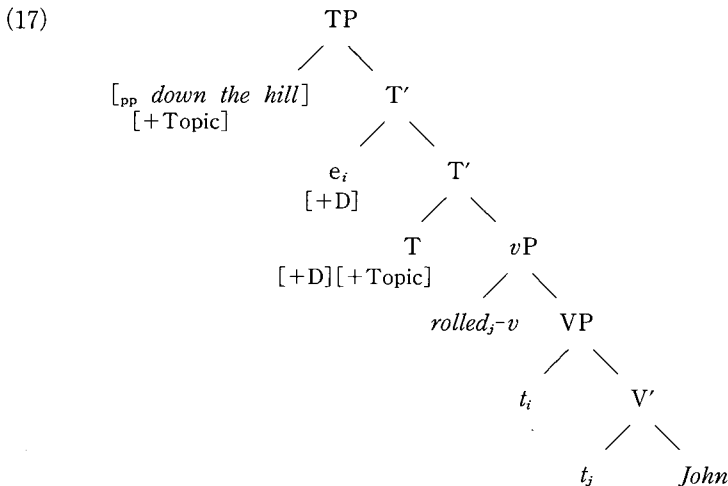 (17) TP
[PP down the hill] T′
[+Topic]
eᵢ T′
[+D]
T vP
[+D][+Topic]
rolledⱼ-v VP
tᵢ V′
tⱼ John